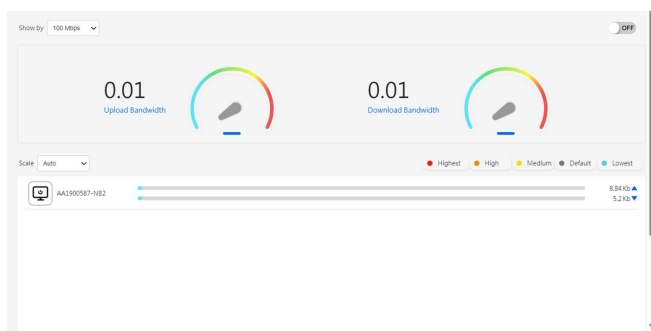 Show by 100 Mbps
OFF
0.01
Upload Bandwidth
0.01
Download Bandwidth
Scale Auto
Highest High Medium Default Lowest
AA1900587-NB2
8.84 Kb
5.2 Kb